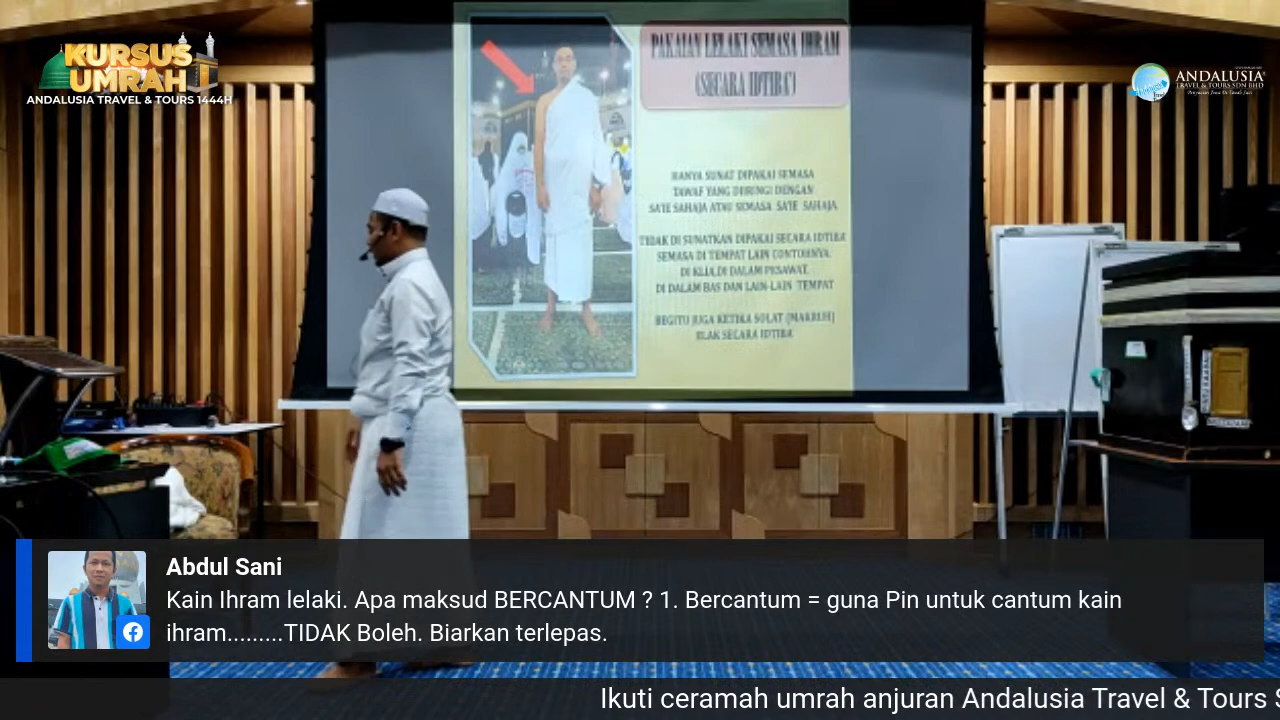 KURSUS
UMRAH
ANDALUSIA TRAVEL & TOURS 1444H
ANDALUSIA
TRAVEL & TOURS SDN BHD
PAKAIAN LELAKI SEMASA IHRAM
(SECARA IDTIBA')
HANYA SUNAT DIPAKAI SEMASA
TAWAF YANG DIIRINGI DENGAN
SA'IE SAHAJA ATAU SEMASA SA'IE SAHAJA
TIDAK DI SUNATKAN DIPAKAI SECARA IDTIBA
SEMASA DI TEMPAT LAIN CONTOHNYA
DI KLIA,DI DALAM PESAWAT,
DI DALAM BAS DAN LAIN-LAIN TEMPAT
BEGITU JUGA KETIKA SOLAT (MAKRUH)
SECARA IDTIBA
Abdul Sani
Kain Ihram lelaki. Apa maksud BERCANTUM ? 1. Bercantum = guna Pin untuk cantum kain
ihram.........TIDAK Boleh. Biarkan terlepas.
Ikuti ceramah umrah anjuran Andalusia Travel & Tours S